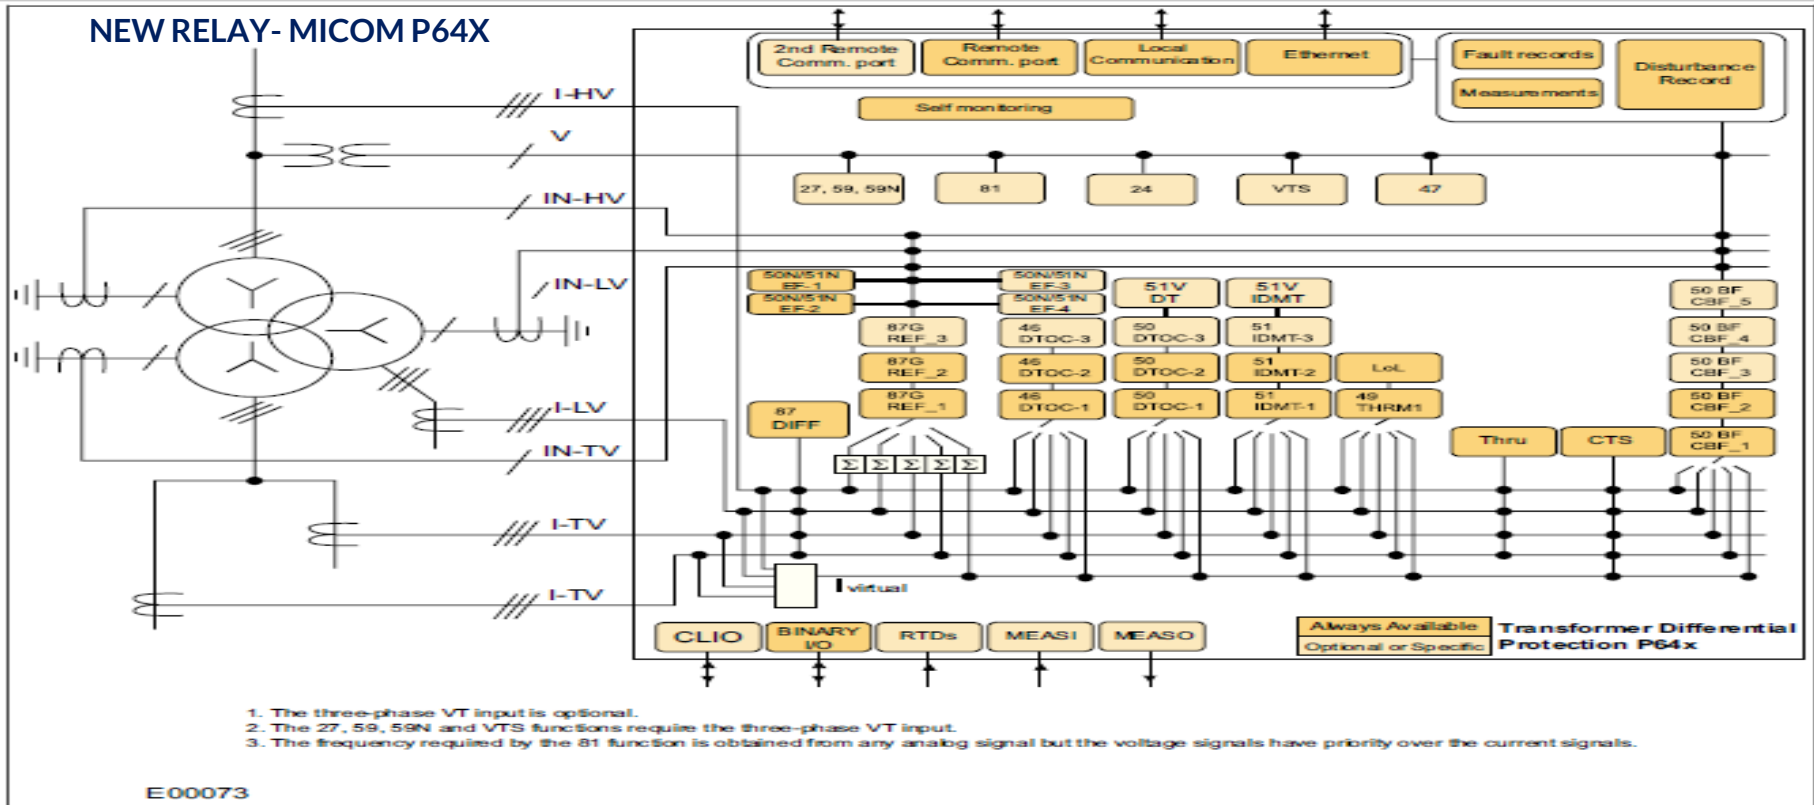 NEW RELAY- MICOM P64X
2nd Remote
Comm. port
Remote
Comm. port
Local
Communication
Ethernet
Fault records
Measurements
Disturbance
Record
Self monitoring
I-HV
V
27, 59, 59N
81
24
VTS
47
IN-HV
IN-LV
50N/51N
EF-1
50N/51N
EF-2
50N/51N
EF-3
50N/51N
EF-4
51V
DT
51V
IDMT
50 BF
CBF_5
87G
REF_3
46
DTOC-3
50
DTOC-3
51
IDMT-3
50 BF
CBF_4
87G
REF_2
46
DTOC-2
50
DTOC-2
51
IDMT-2
LoL
50 BF
CBF_3
87
DIFF
87G
REF_1
46
DTOC-1
50
DTOC-1
51
IDMT-1
49
THRM1
50 BF
CBF_2
I-LV
Thru
CTS
50 BF
CBF_1
IN-TV
Σ Σ Σ Σ Σ
I-TV
I virtual
I-TV
CLIO
BINARY
I/O
RTDs
MEASI
MEASO
Always Available
Optional or Specific
Transformer Differential
Protection P64x
1. The three-phase VT input is optional.
2. The 27, 59, 59N and VTS functions require the three-phase VT input.
3. The frequency required by the 81 function is obtained from any analog signal but the voltage signals have priority over the current signals.
E00073